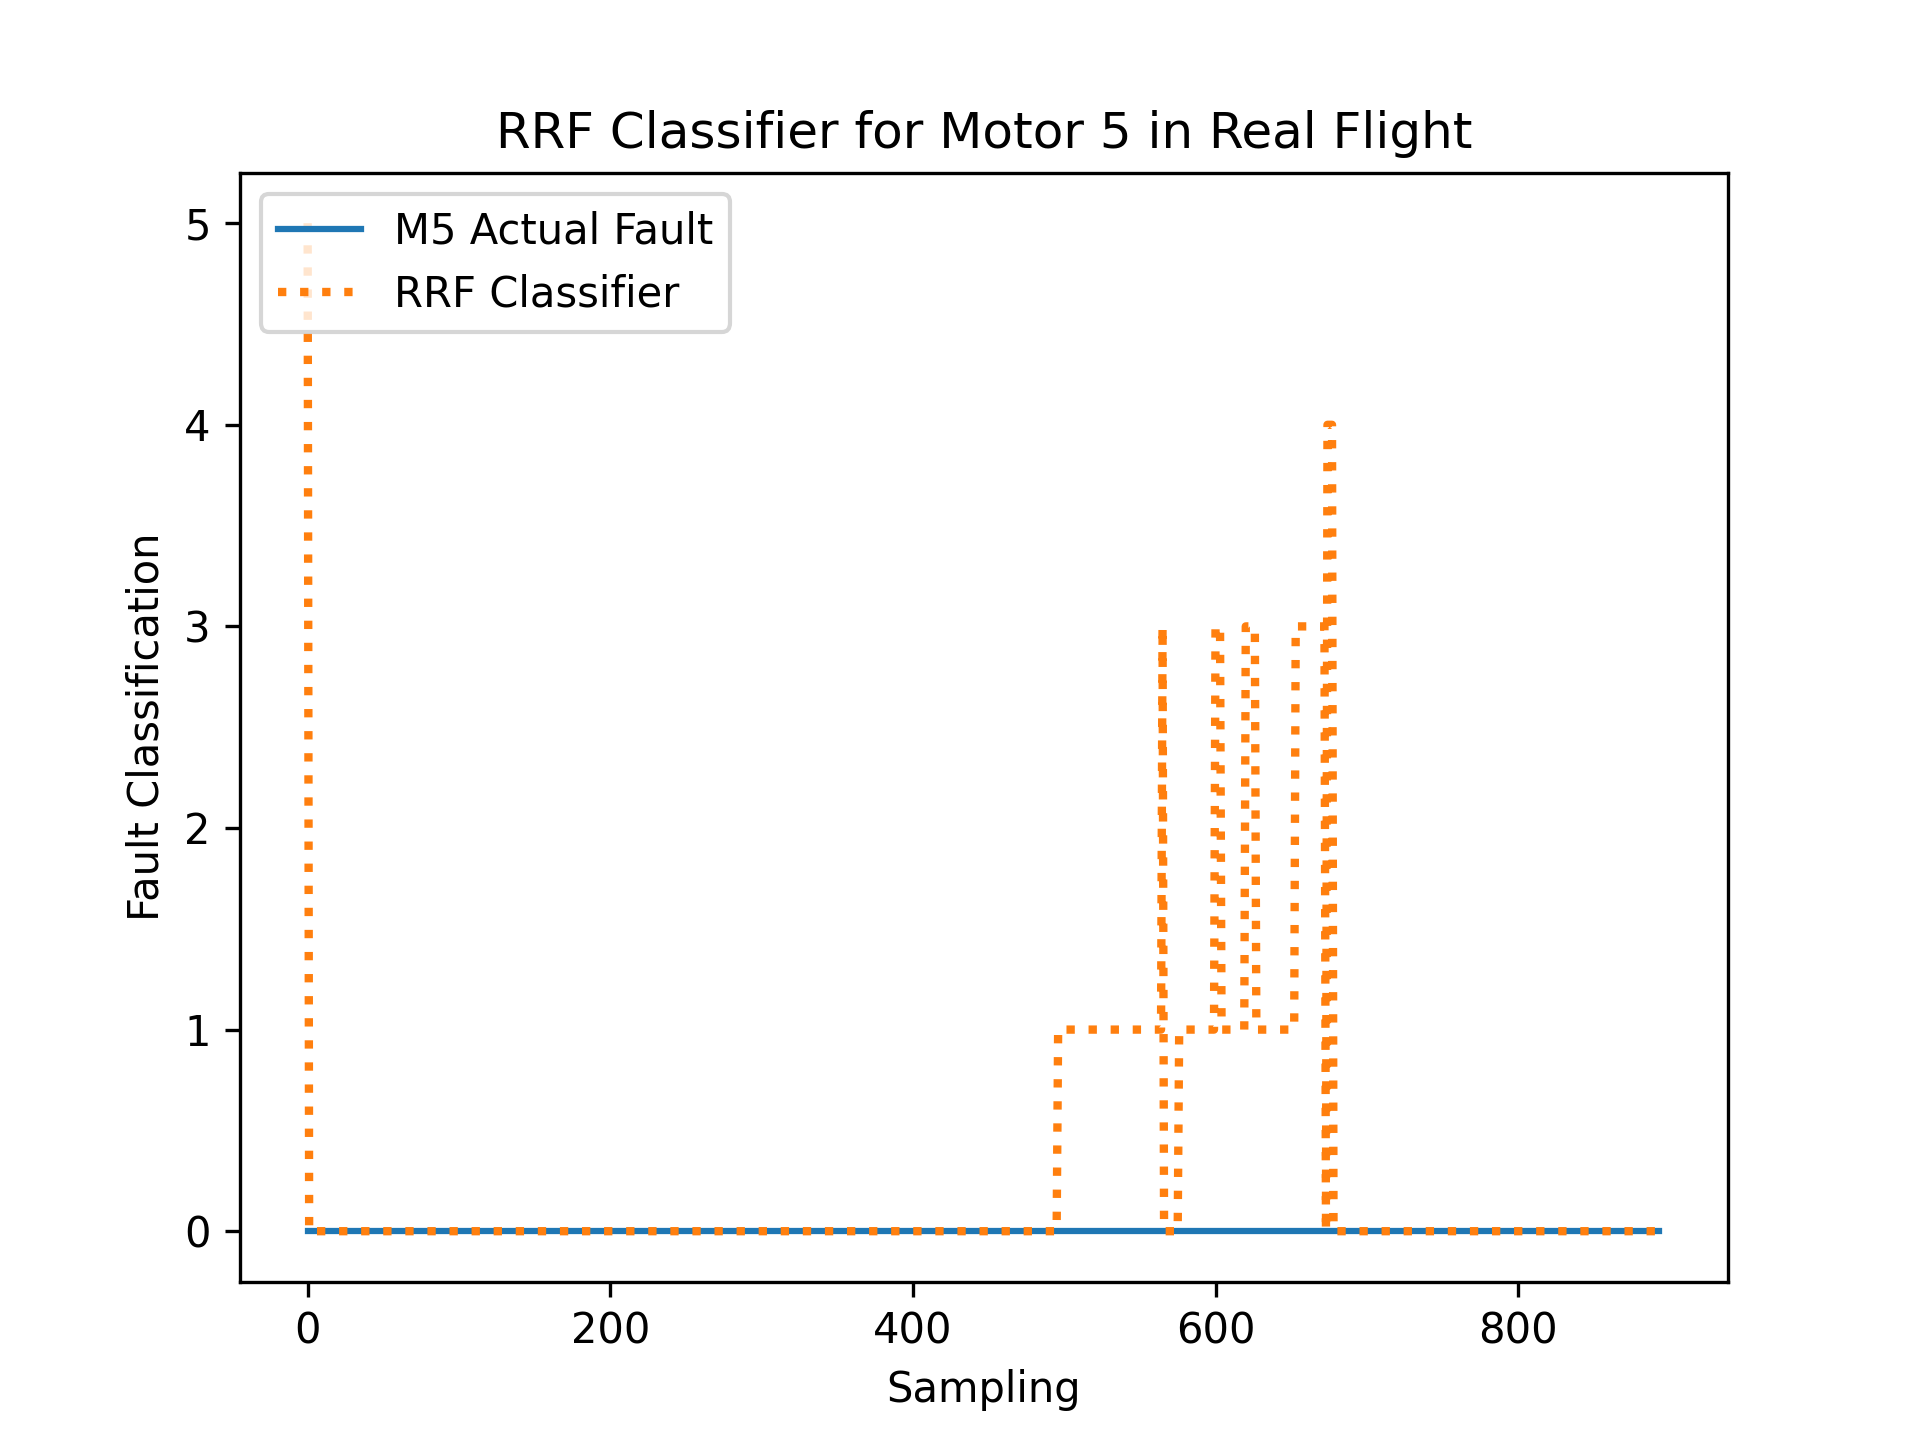 RRF Classifier for Motor 5 in Real Flight
M5 Actual Fault
RRF Classifier
Fault Classification
5
4
3
2
1
0
0 200 400 600 800
Sampling